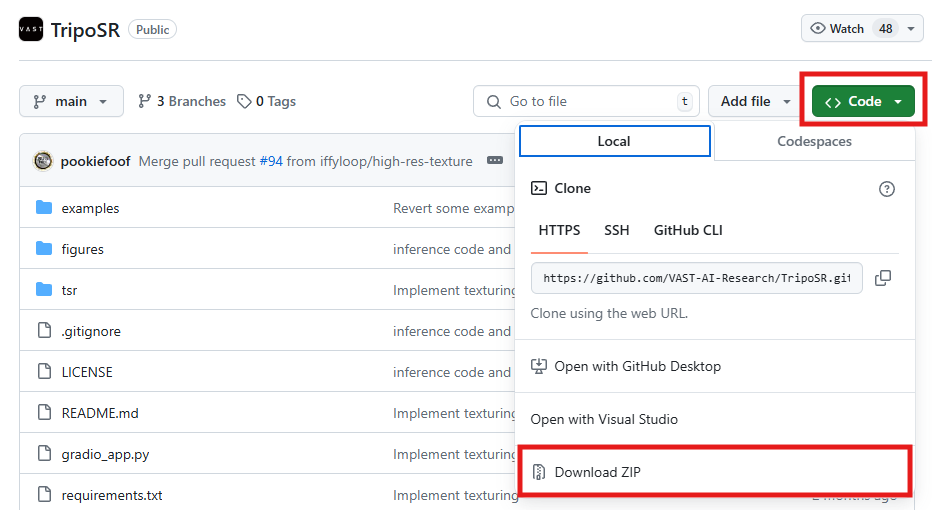 VAST TripoSR Public Watch 48
main 3 Branches 0 Tags Go to file t Add file Code
Local Codespaces
pookiefoof Merge pull request #94 from iffyloop/high-res-texture
Clone
examples Revert some examp
HTTPS SSH GitHub CLI
figures inference code and
https://github.com/VAST-AI-Research/TripoSR.git
tsr Implement texturing
Clone using the web URL.
.gitignore inference code and
LICENSE inference code and
Open with GitHub Desktop
README.md Implement texturing
Open with Visual Studio
gradio_app.py Implement texturing
Download ZIP
requirements.txt Implement texturing 2 months ago